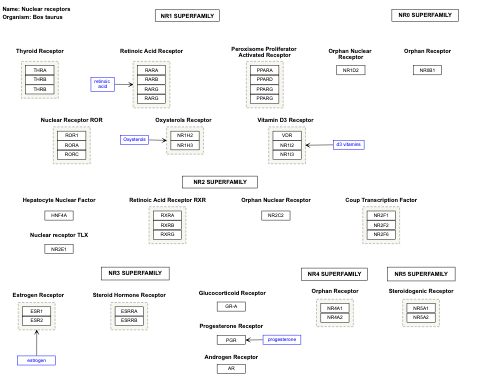 Name: Nuclear receptors
Organism: Bos taurus
NR1 SUPERFAMILY
NR0 SUPERFAMILY
Thyroid Receptor
THRA
THRB
THRB
Retinoic Acid Receptor
retinoic
acid
RARA
RARB
RARG
RARG
Peroxisome Proliferator
Activated Receptor
PPARA
PPARD
PPARG
PPARG
Orphan Nuclear
Receptor
NR1D2
Orphan Receptor
NR0B1
Nuclear Receptor ROR
ROR1
RORA
RORC
Oxysterols Receptor
Oxysterols
NR1H2
NR1H3
Vitamin D3 Receptor
VDR
NR1I2
NR1I3
d3 vitamins
NR2 SUPERFAMILY
Hepatocyte Nuclear Factor
HNF4A
Nuclear receptor TLX
NR2E1
Retinoic Acid Receptor RXR
RXRA
RXRB
RXRG
Orphan Nuclear Receptor
NR2C2
Coup Transcription Factor
NR2F1
NR2F2
NR2F6
NR3 SUPERFAMILY
NR4 SUPERFAMILY
NR5 SUPERFAMILY
Estrogen Receptor
ESR1
ESR2
estrogen
Steroid Hormone Receptor
ESRRA
ESRRB
Glucocorticoid Receptor
GR-A
Progesterone Receptor
PGR
progesterone
Androgen Receptor
AR
Orphan Receptor
NR4A1
NR4A2
Steroidogenic Receptor
NR5A1
NR5A2